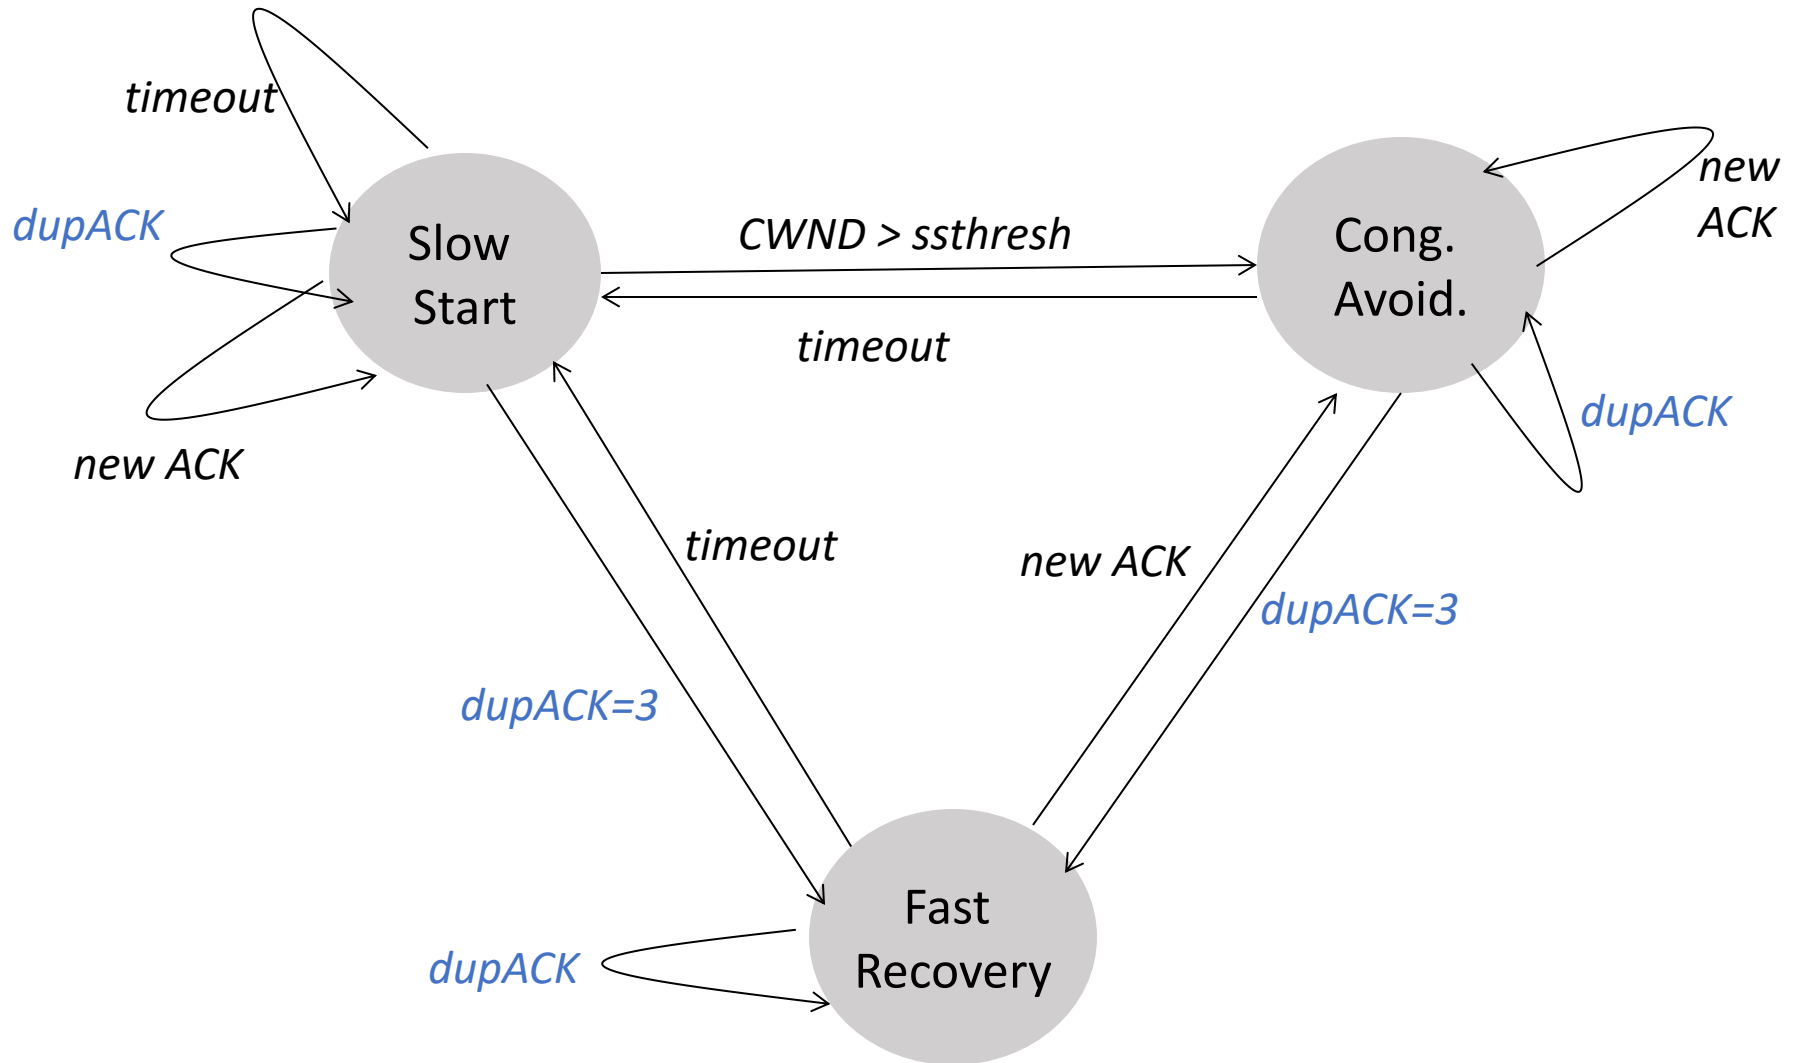 timeout
dupACK
Slow
Start
new ACK
CWND > ssthresh
timeout
Cong.
Avoid.
new
ACK
dupACK
timeout
new ACK
dupACK=3
dupACK=3
Fast
Recovery
dupACK